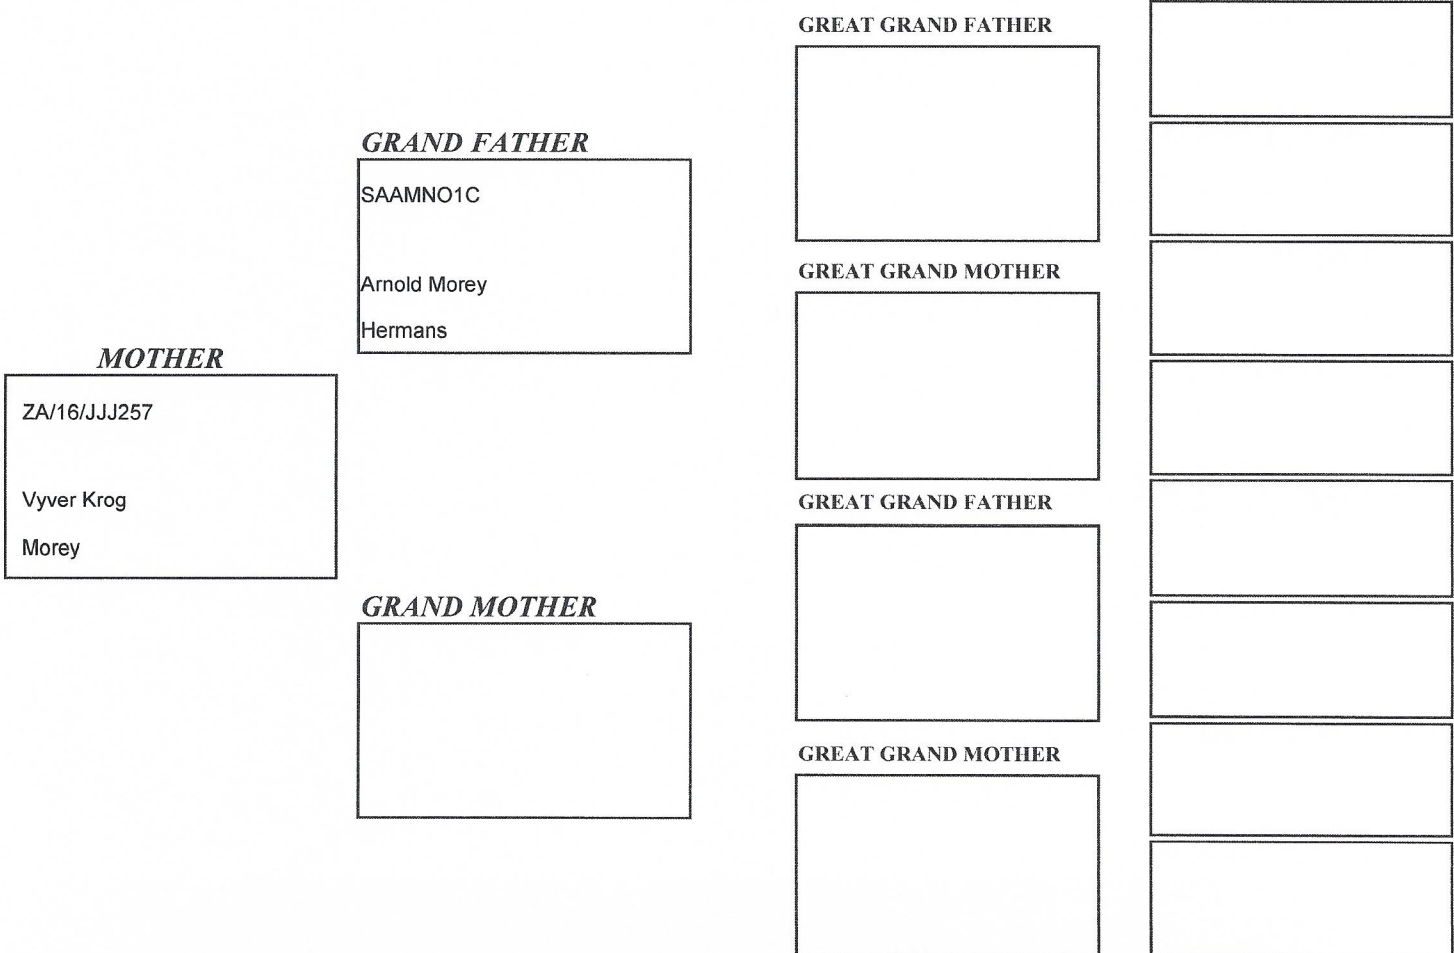 MOTHER
ZA/16/JJJ257
Vyver Krog
Morey
GRAND FATHER
SAAMNO1C
Arnold Morey
Hermans
GRAND MOTHER
GREAT GRAND FATHER
GREAT GRAND MOTHER
GREAT GRAND FATHER
GREAT GRAND MOTHER